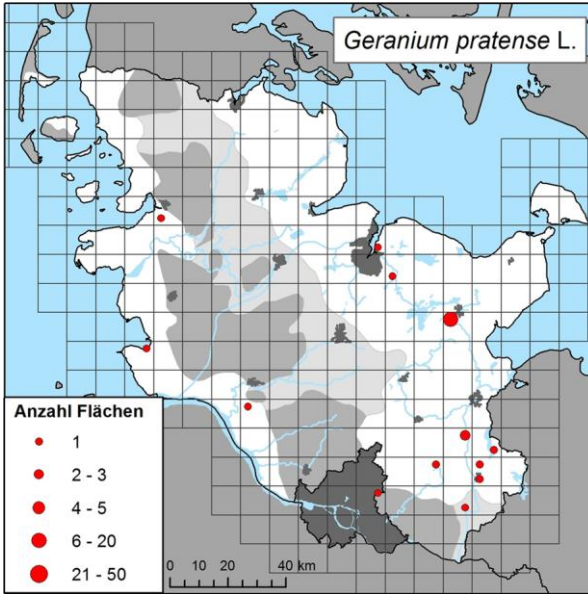 Geranium pratense L.
Anzahl Flächen
1
2 - 3
4 - 5
6 - 20
21 - 50
0 10 20 40 km